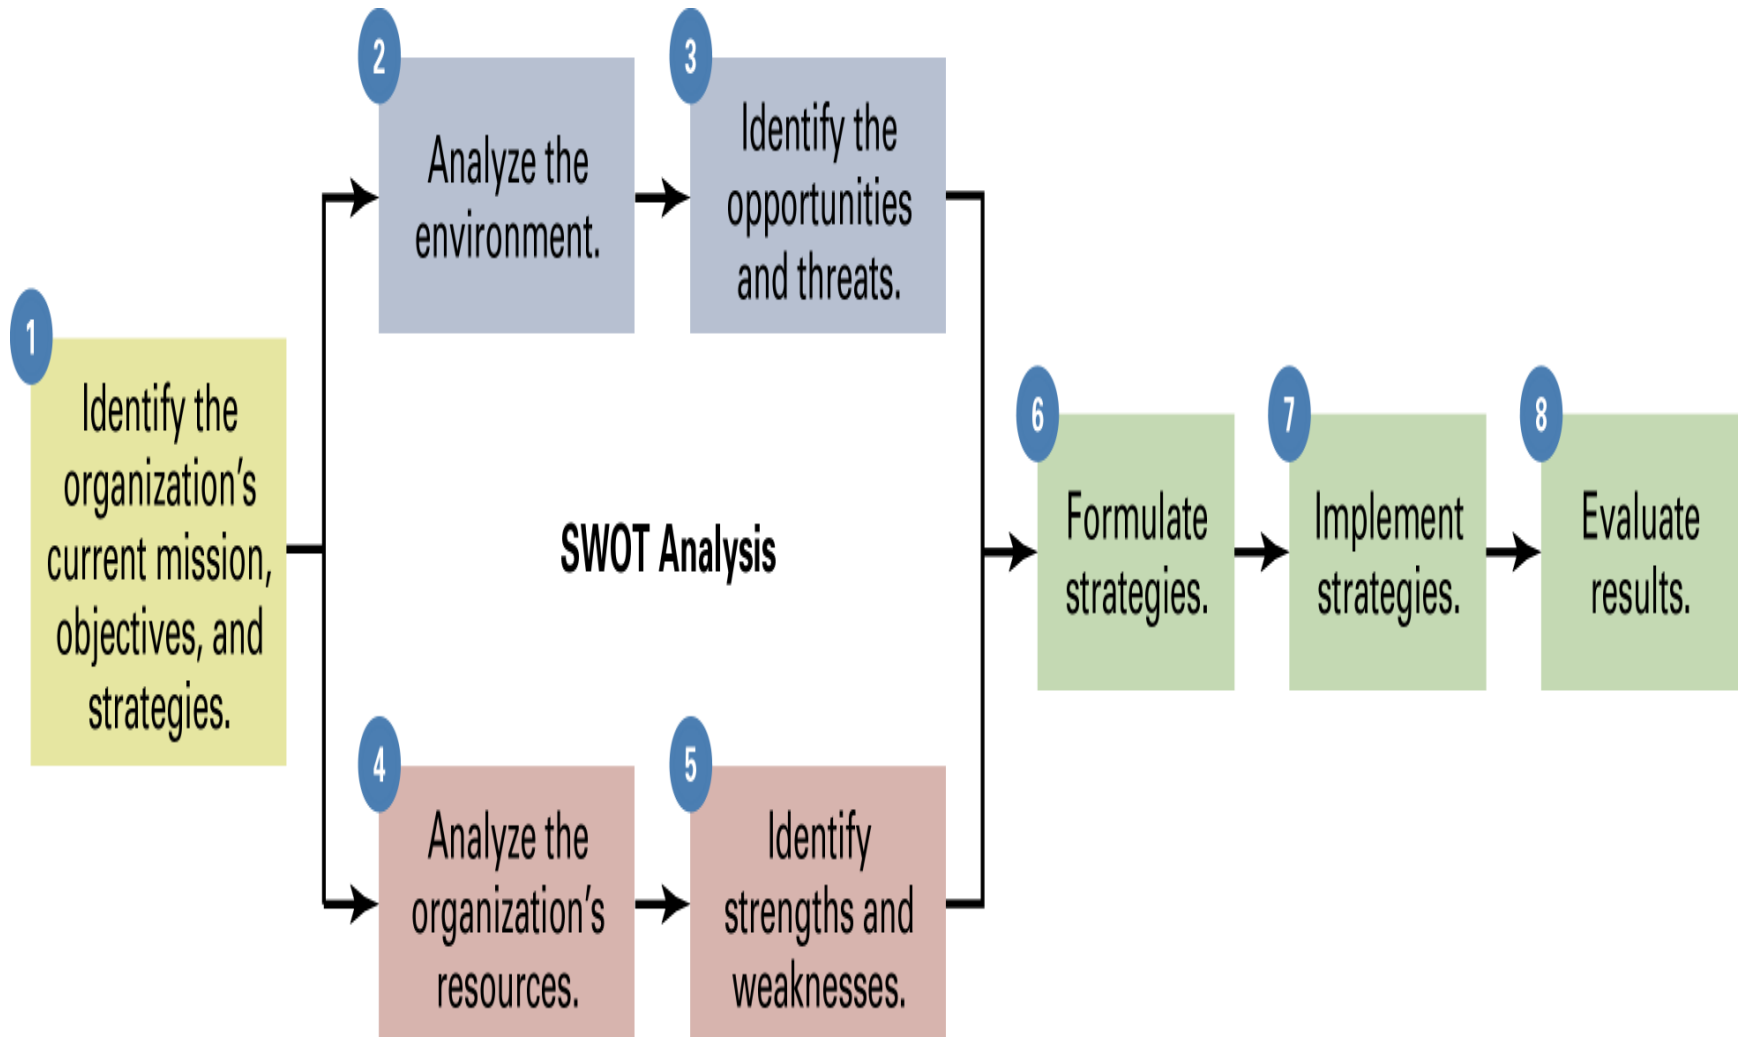 1
Identify the
organization's
current mission,
objectives, and
strategies.
2
Analyze the
environment.
3
Identify the
opportunities
and threats.
SWOT Analysis
4
Analyze the
organization's
resources.
5
Identify
strengths and
weaknesses.
6
Formulate
strategies.
7
Implement
strategies.
8
Evaluate
results.